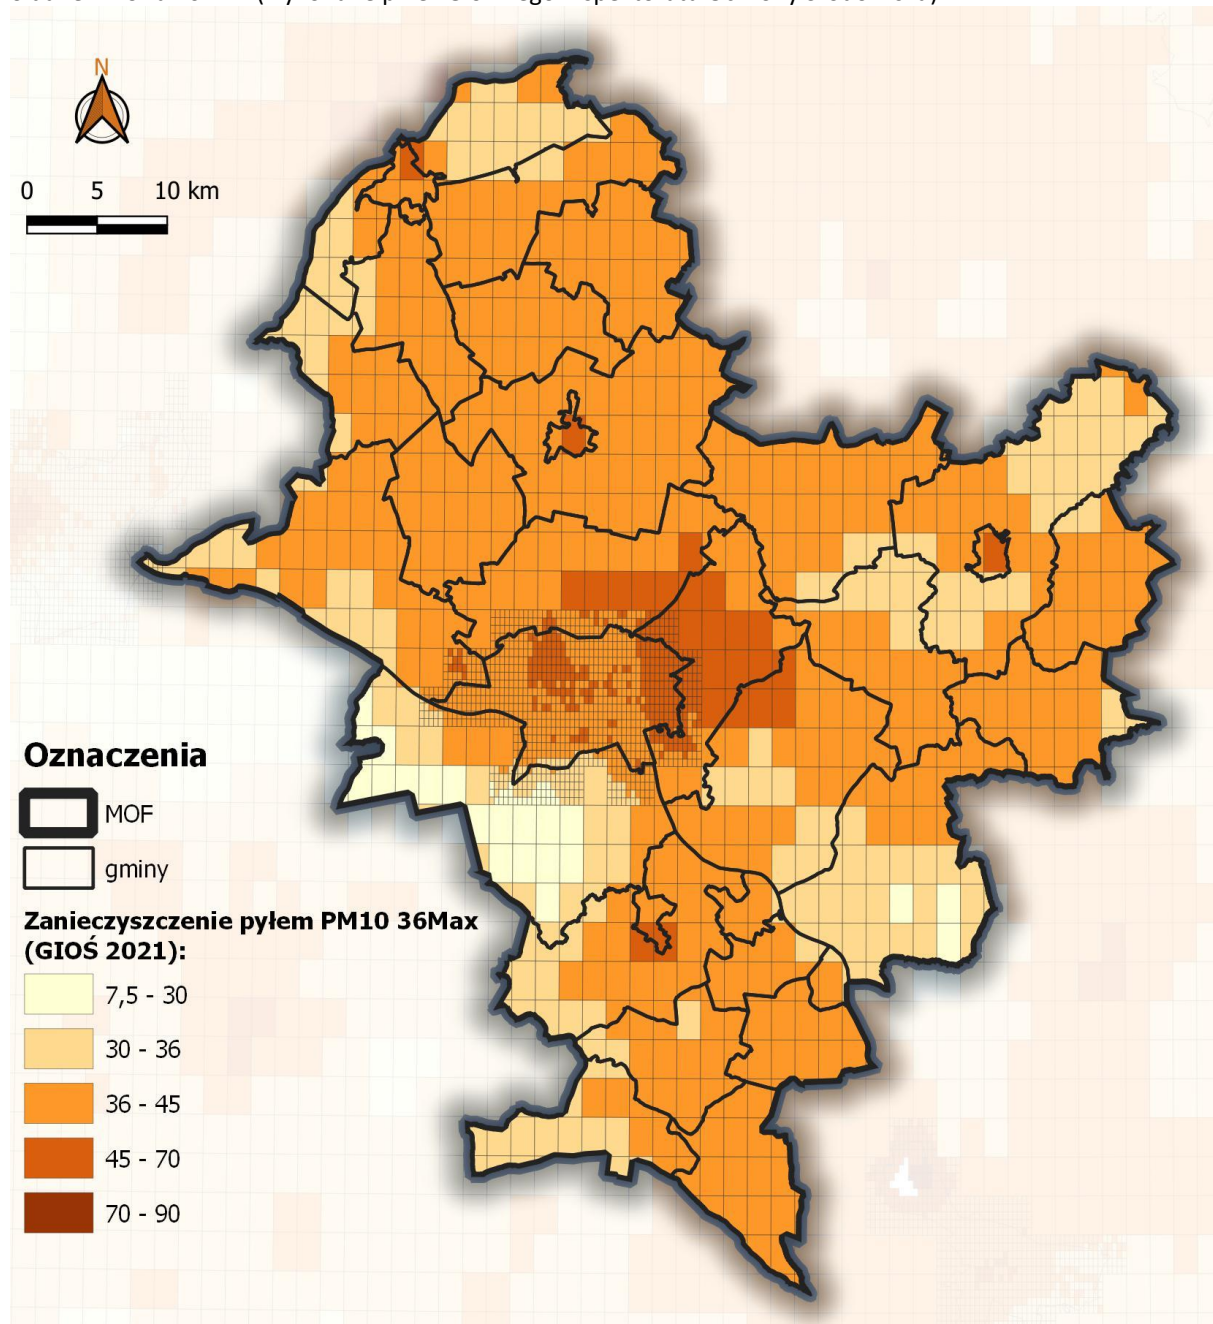 N
0 5 10 km
Oznaczenia
MOF
gminy
Zanieczyszczenie pyłem PM10 36Max
(GIOŚ 2021):
7,5 - 30
30 - 36
36 - 45
45 - 70
70 - 90